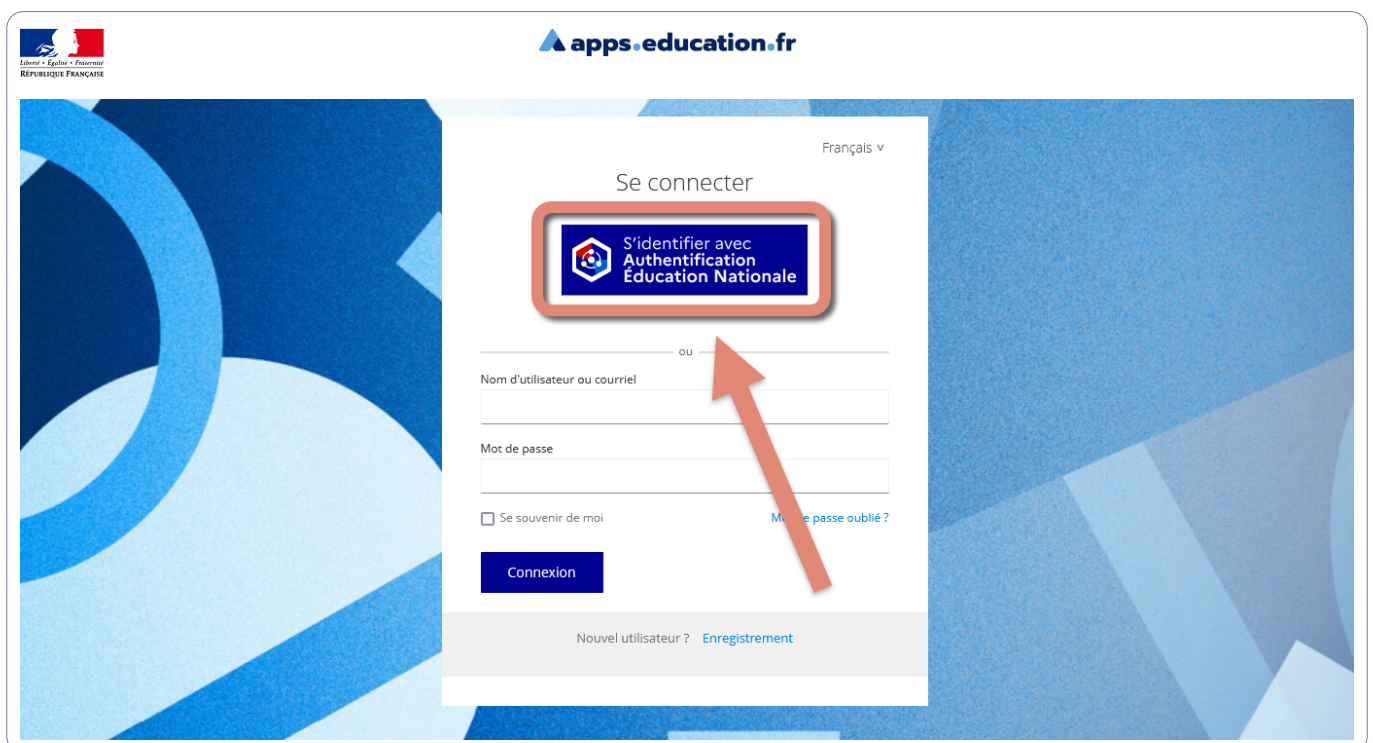 apps.education.fr
Liberté • Égalité • Fraternité
RÉPUBLIQUE FRANÇAISE
Français
Se connecter
S'identifier avec
Authentification
Éducation Nationale
ou
Nom d'utilisateur ou courriel
Mot de passe
Se souvenir de moi
passe oublié ?
Connexion
Nouvel utilisateur ? Enregistrement